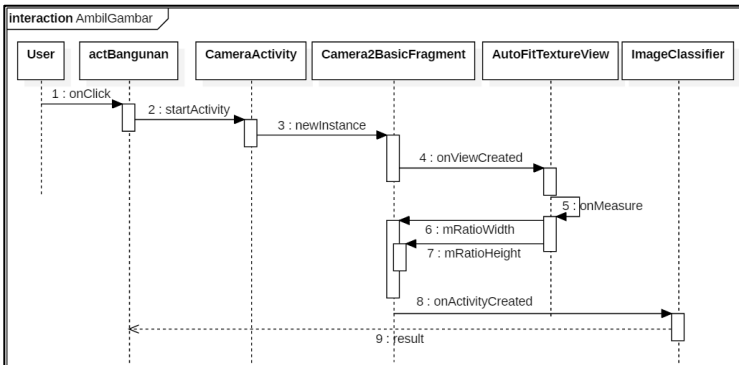 interaction AmbilGambar
User
actBangunan
CameraActivity
Camera2BasicFragment
AutoFitTextureView
ImageClassifier
1 : onClick
2 : startActivity
3 : newInstance
4 : onViewCreated
5 : onMeasure
6 : mRatioWidth
7 : mRatioHeight
8 : onActivityCreated
9 : result